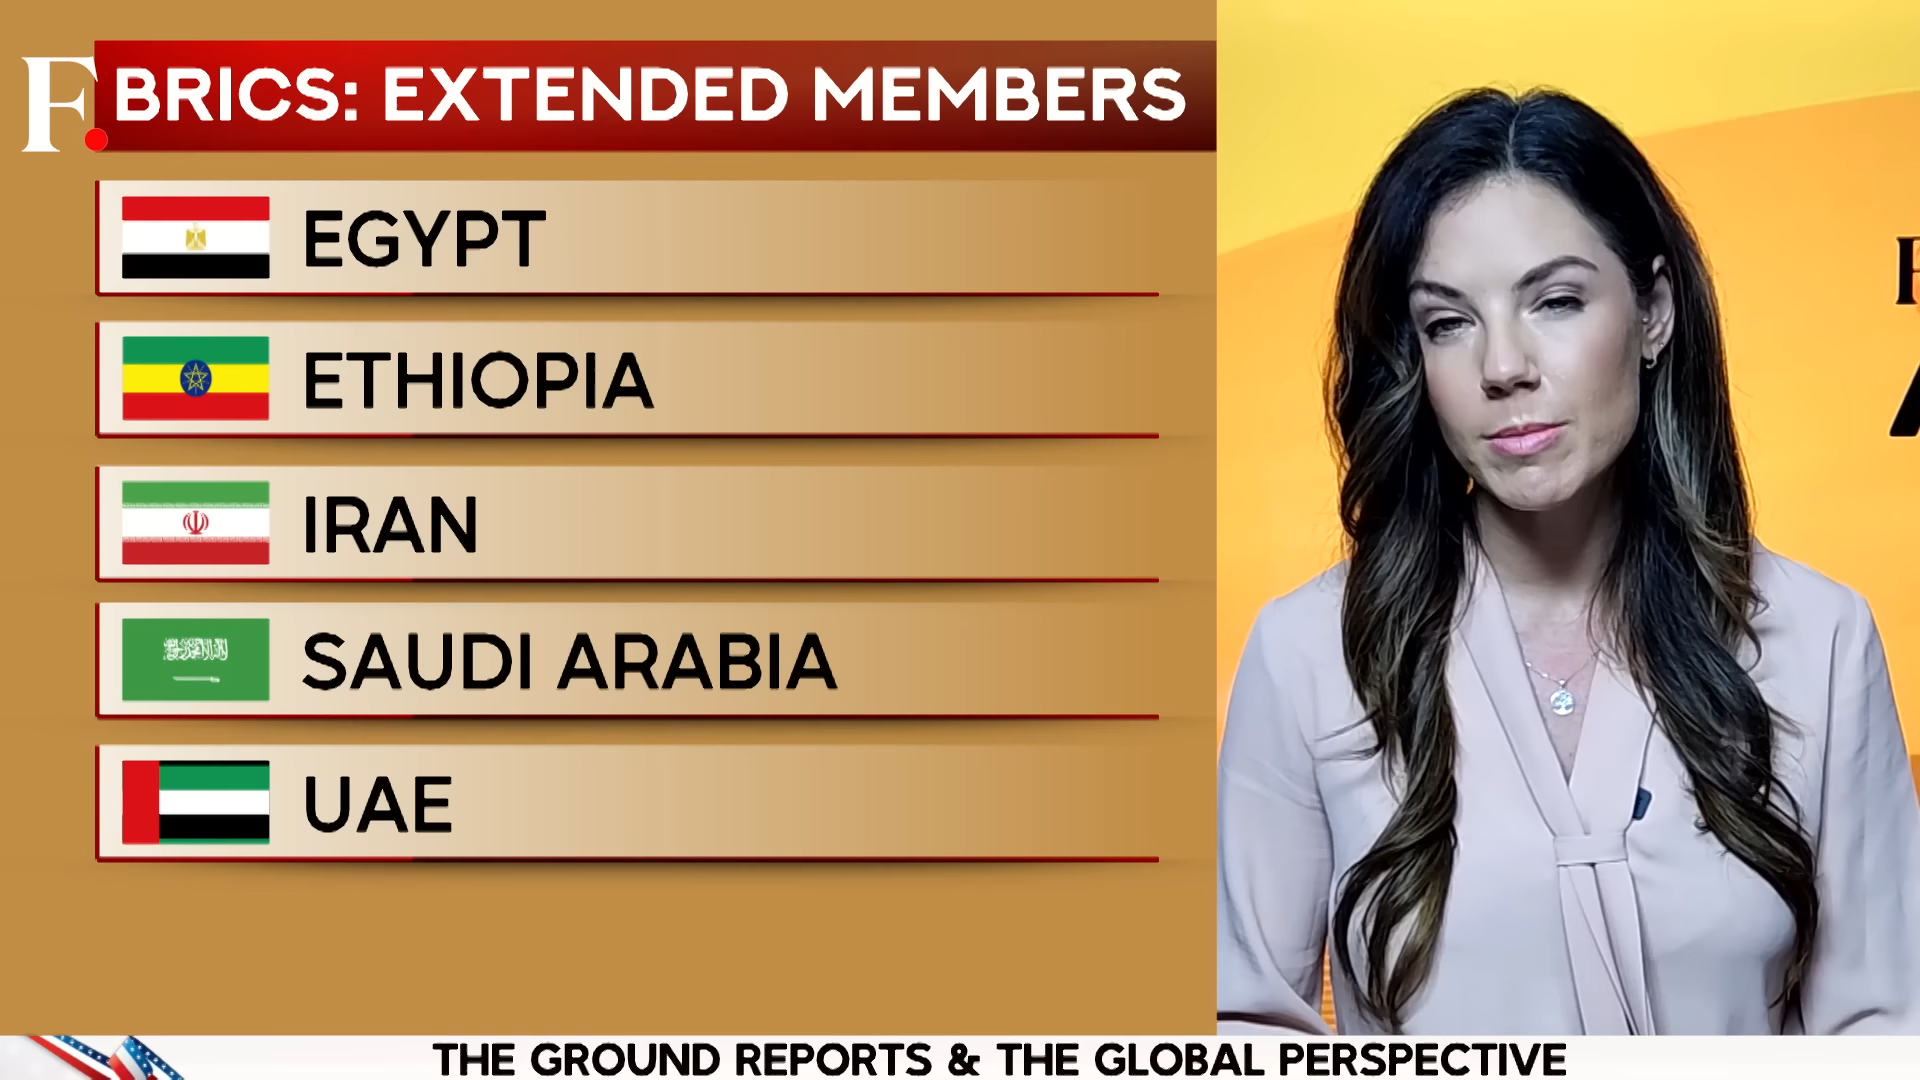 F. BRICS: EXTENDED MEMBERS
EGYPT
ETHIOPIA
IRAN
SAUDI ARABIA
UAE
THE GROUND REPORTS & THE GLOBAL PERSPECTIVE